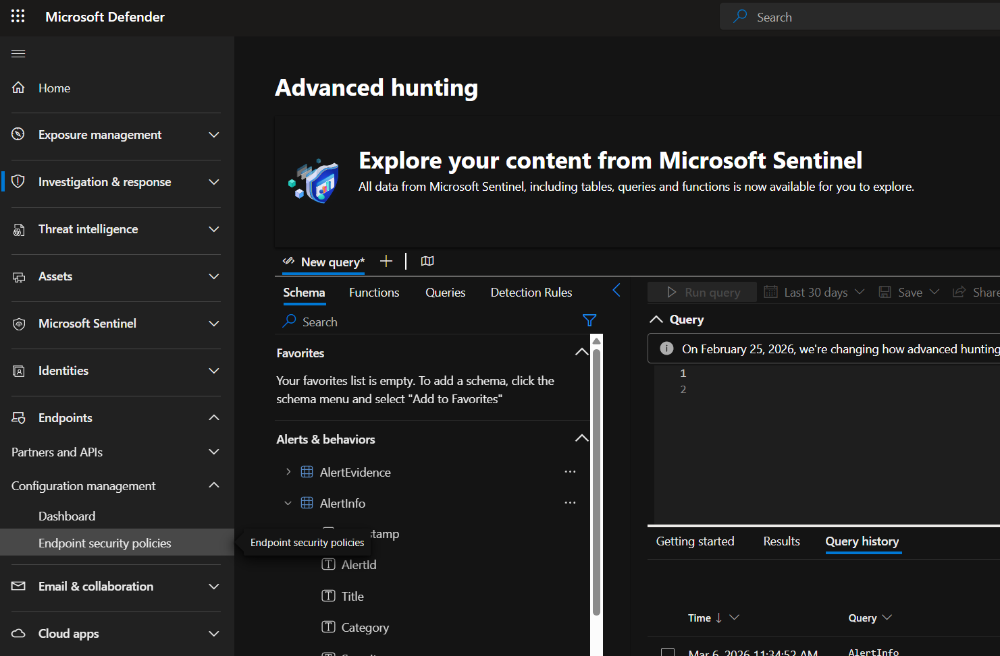 Microsoft Defender
Search
Home
Exposure management
Investigation & response
Threat intelligence
Assets
Microsoft Sentinel
Identities
Endpoints
Partners and APIs
Configuration management
Dashboard
Endpoint security policies
Email & collaboration
Cloud apps
Advanced hunting
Explore your content from Microsoft Sentinel
All data from Microsoft Sentinel, including tables, queries and functions is now available for you to explore.
New query*
Schema
Functions
Queries
Detection Rules
Search
Favorites
Your favorites list is empty. To add a schema, click the
schema menu and select "Add to Favorites"
Alerts & behaviors
AlertEvidence
AlertInfo
stamp
Endpoint security policies
AlertId
Title
Category
Run query
Last 30 days
Save
Share
Query
On February 25, 2026, we're changing how advanced hunting
1
2
Getting started
Results
Query history
Time
Query
Mar 6, 2026 11:34:52 AM
AlertInfo